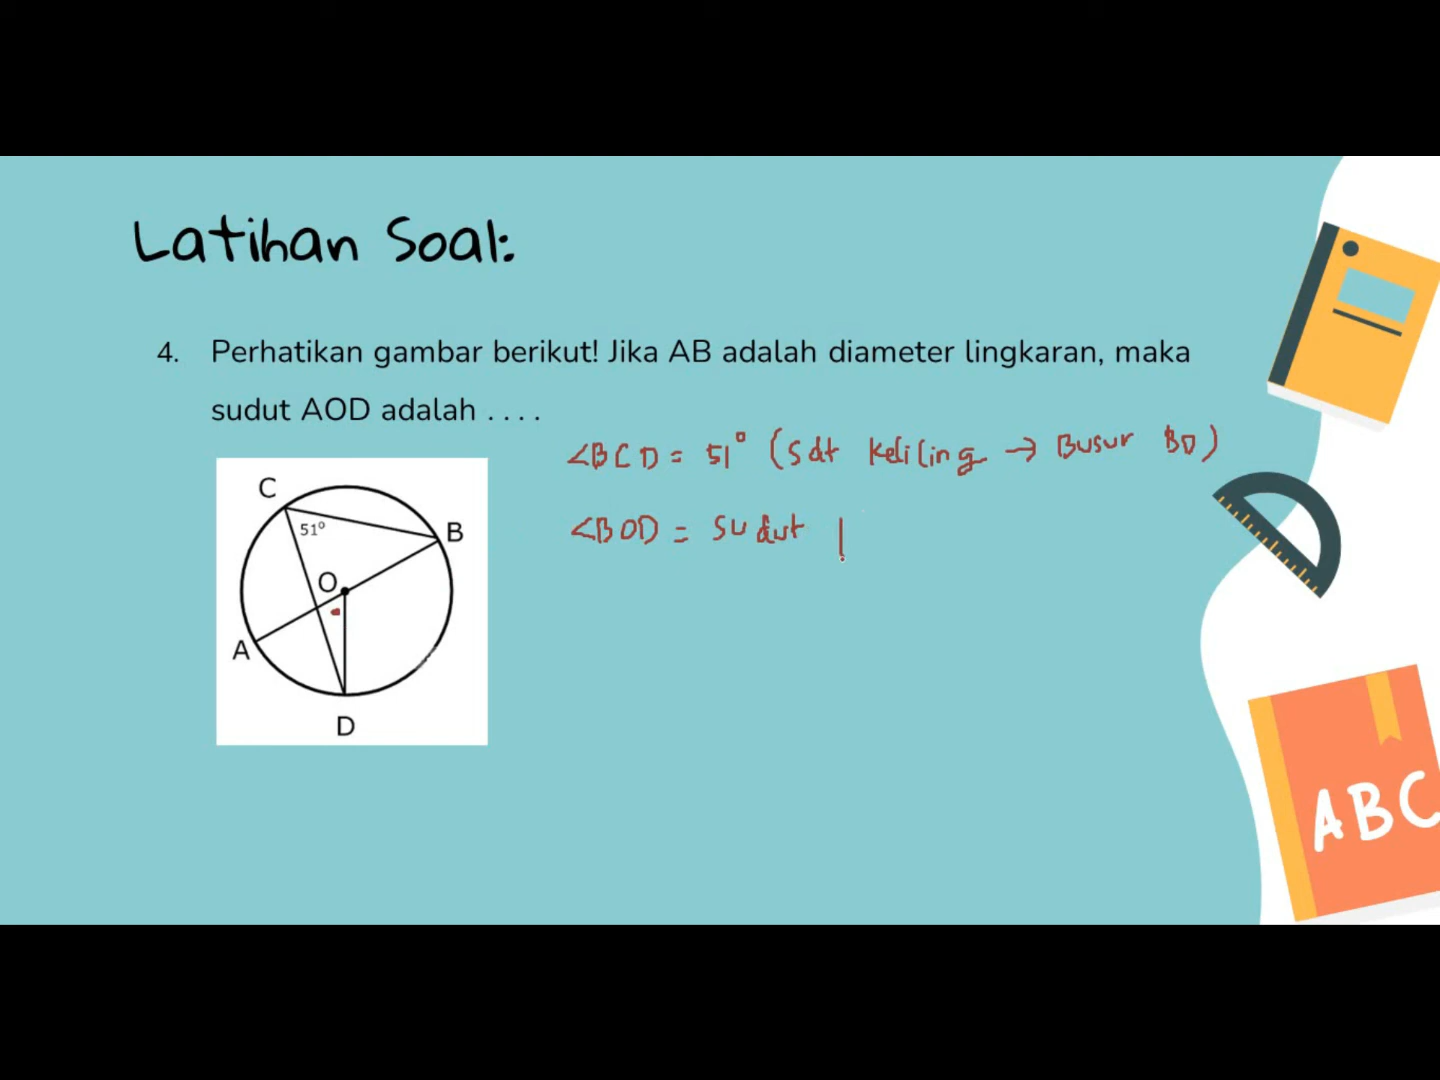 Latihan Soal:
4. Perhatikan gambar berikut! Jika AB adalah diameter lingkaran, maka
sudut AOD adalah . . . .
∠BCD = 51° (Sdt keliling → Busur BD)
∠BOD = sudut
C
51°
B
O
A
D
ABC